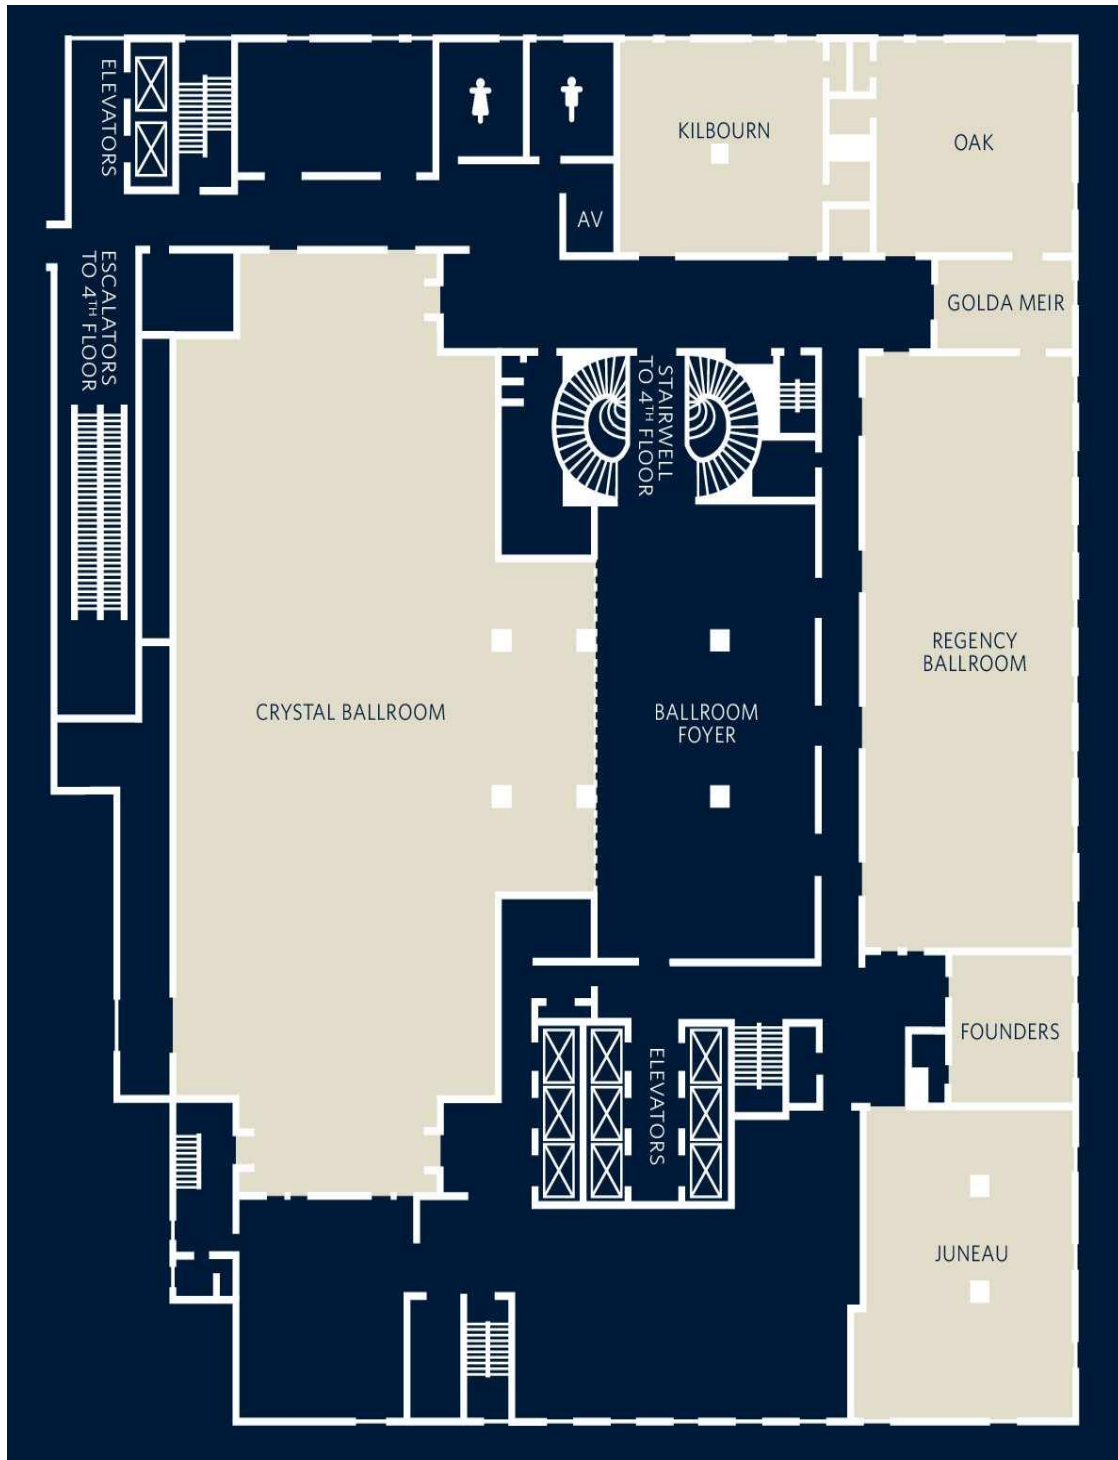 ELEVATORS
KILBOURN
OAK
AV
ESCALATORS
TO 4TH FLOOR
GOLDA MEIR
STAIRWELL
TO 4TH FLOOR
REGENCY
BALLROOM
CRYSTAL BALLROOM
BALLROOM
FOYER
FOUNDERS
ELEVATORS
JUNEAU